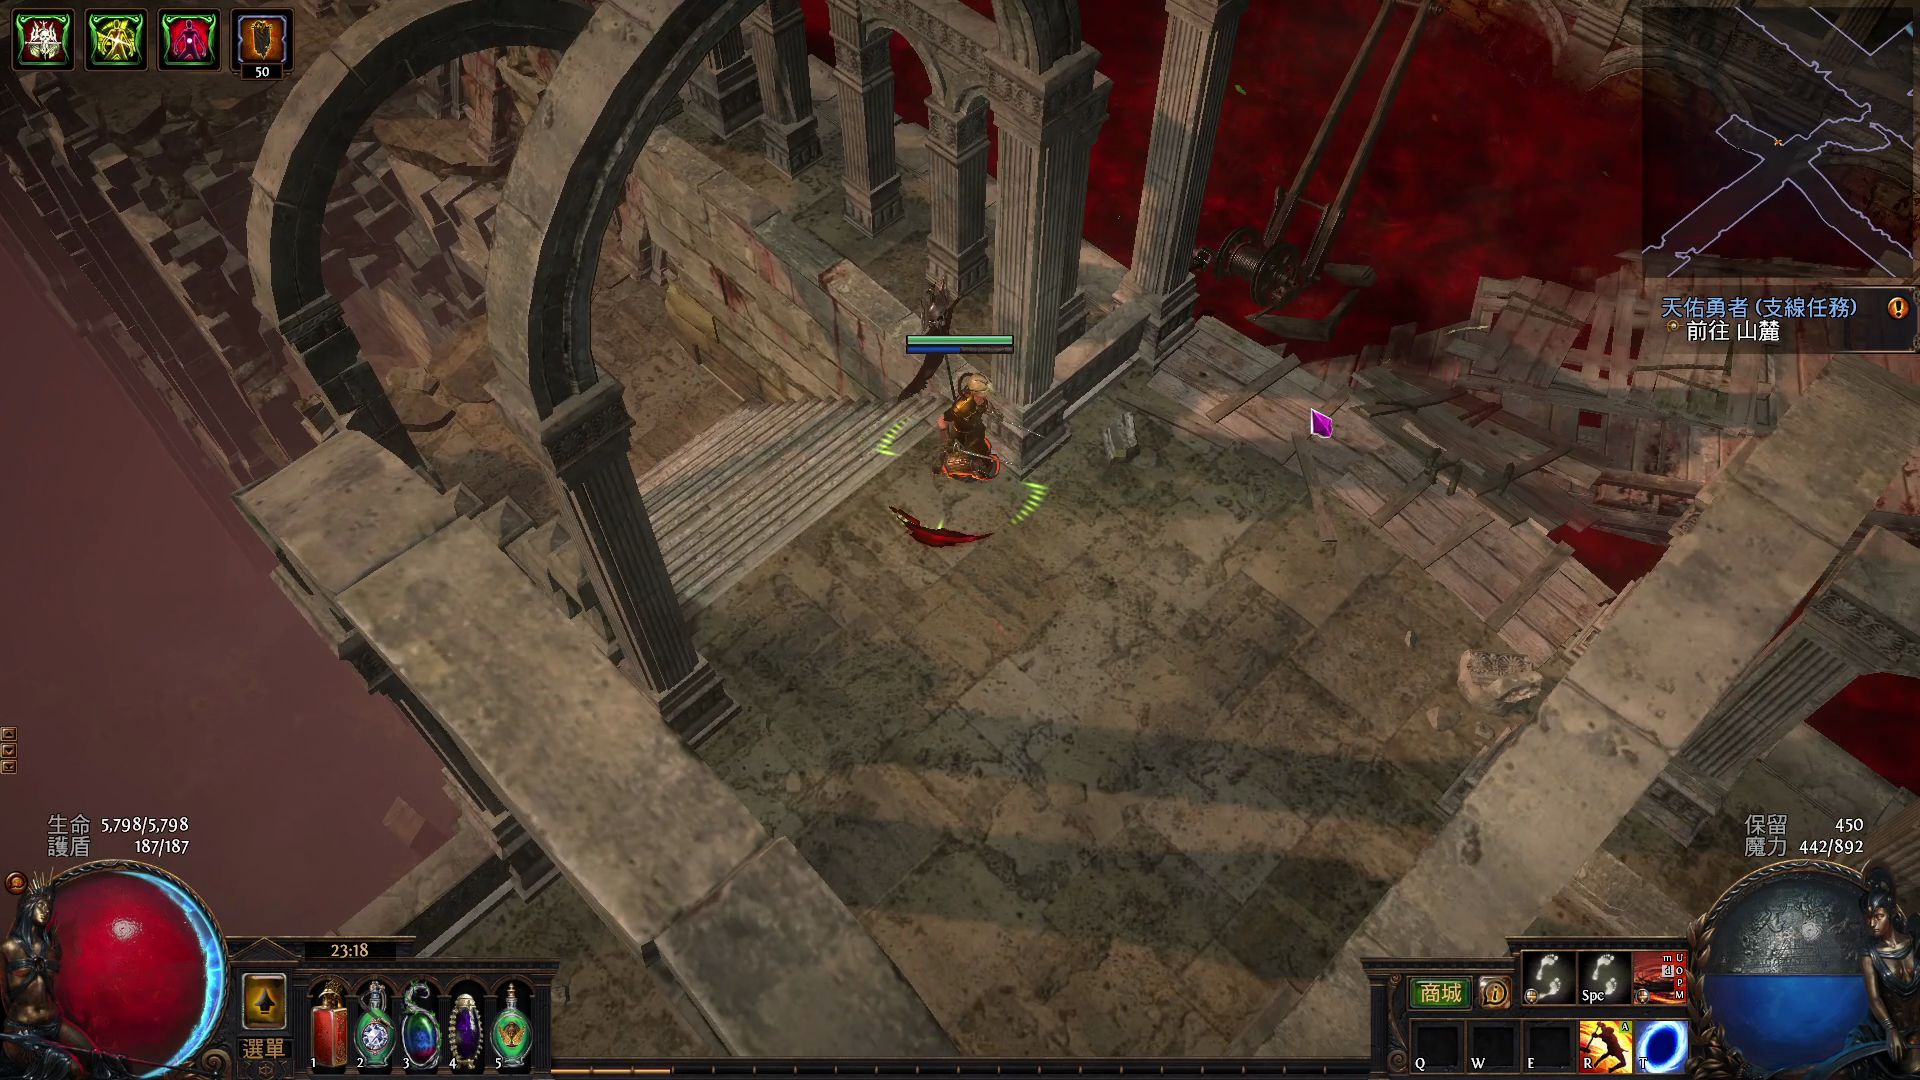 50
天佑勇者 (支線任務)
前往 山麓
生命 5,798/5,798
護盾 187/187
保留 450
魔力 442/892
23:18
選單
1
2
3
4
5
商城
Spc
m U
d O
P
M
Q
W
E
R
A
T